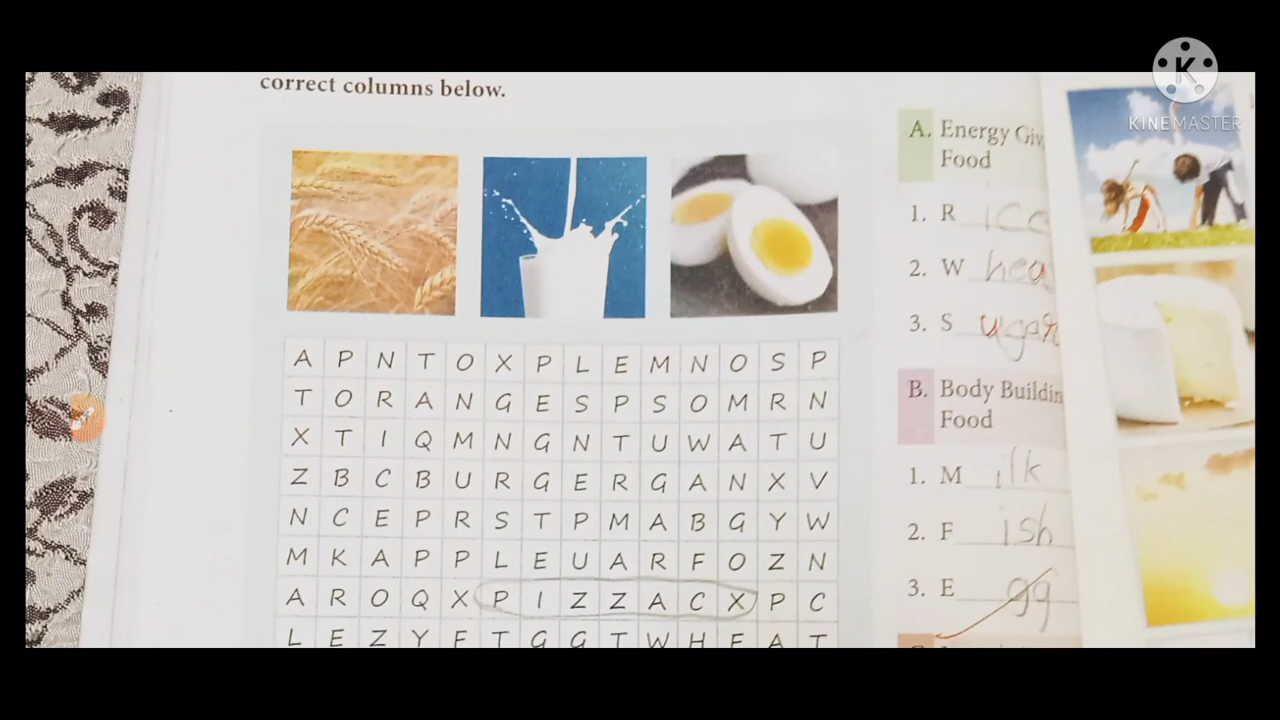 correct columns below.
KINEMASTER
A. Energy Giv
Food
1. R ice
2. W hea
3. S ugar
B. Body Buildin
Food
1. M ilk
2. F ish
3. E gg
A P N T O X P L E M N O S P
T O R A N G E S P S O M R N
X T I Q M N G N T U W A T U
Z B C B U R G E R G A N X V
N C E P R S T P M A B G Y W
M K A P P L E U A R F O Z N
A R O Q X P I Z Z A C X P C
L E Z Y F T G G T W H E A T